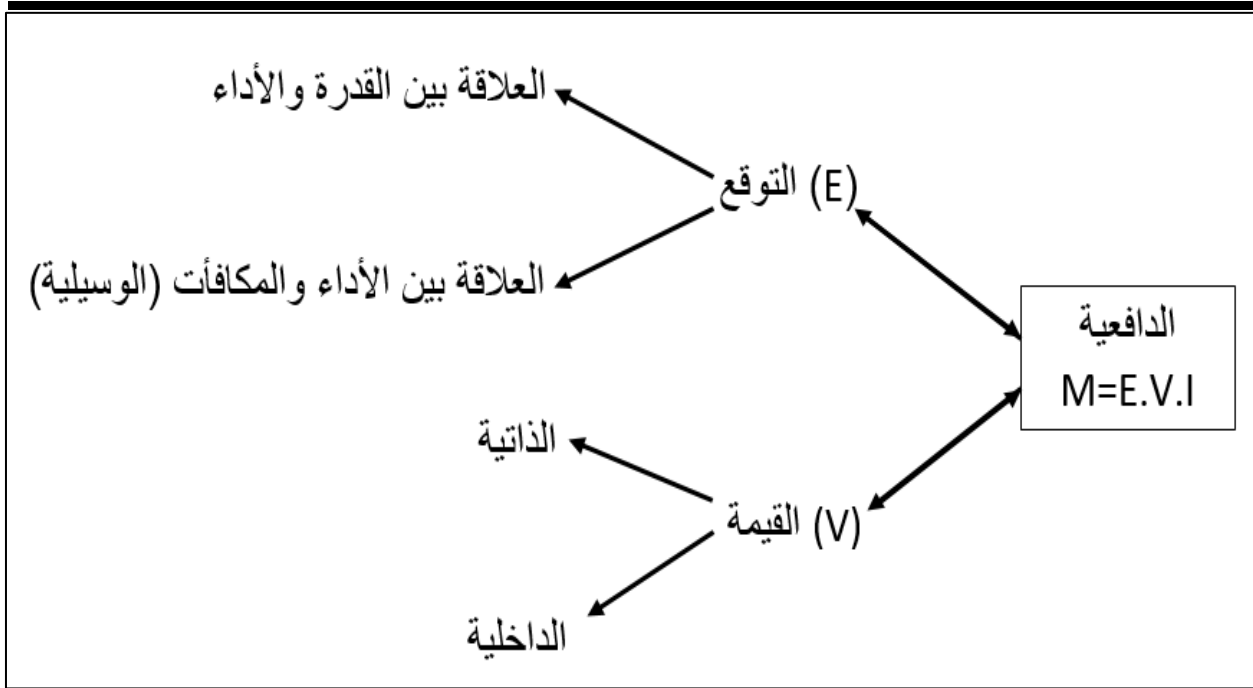 العلاقة بين القدرة والأداء
(E) التوقع
العلاقة بين الأداء والمكافأت (الوسيلية)
الدافعية
M=E.V.I
الذاتية
(V) القيمة
الداخلية